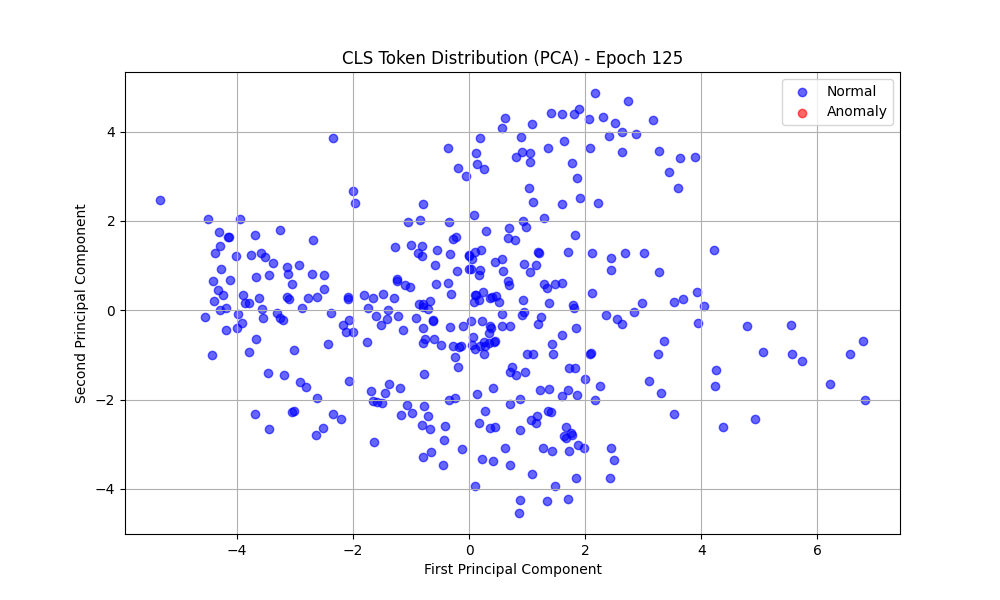 CLS Token Distribution (PCA) - Epoch 125
Normal
Anomaly
4
2
0
−2
−4
Second Principal Component
−4
−2
0
2
4
6
First Principal Component